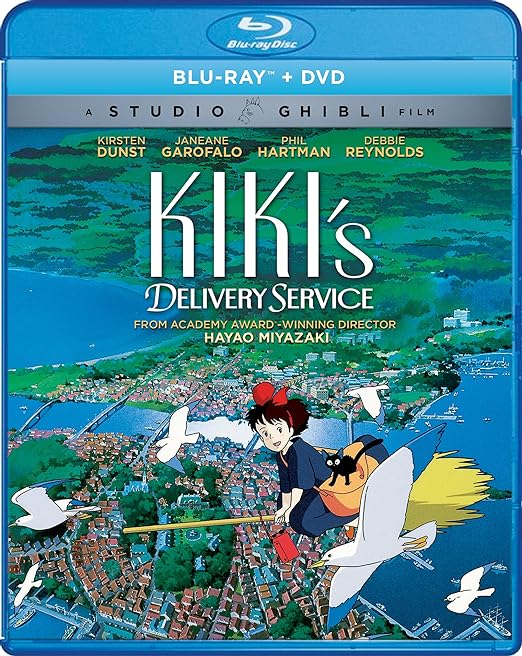 Blu-ray Disc
BLU-RAY™ + DVD
A STUDIO GHIBLI FILM
KIRSTEN DUNST JANEANE GAROFALO PHIL HARTMAN DEBBIE REYNOLDS
KIKI's
DELIVERY SERVICE
FROM ACADEMY AWARD®-WINNING DIRECTOR
HAYAO MIYAZAKI